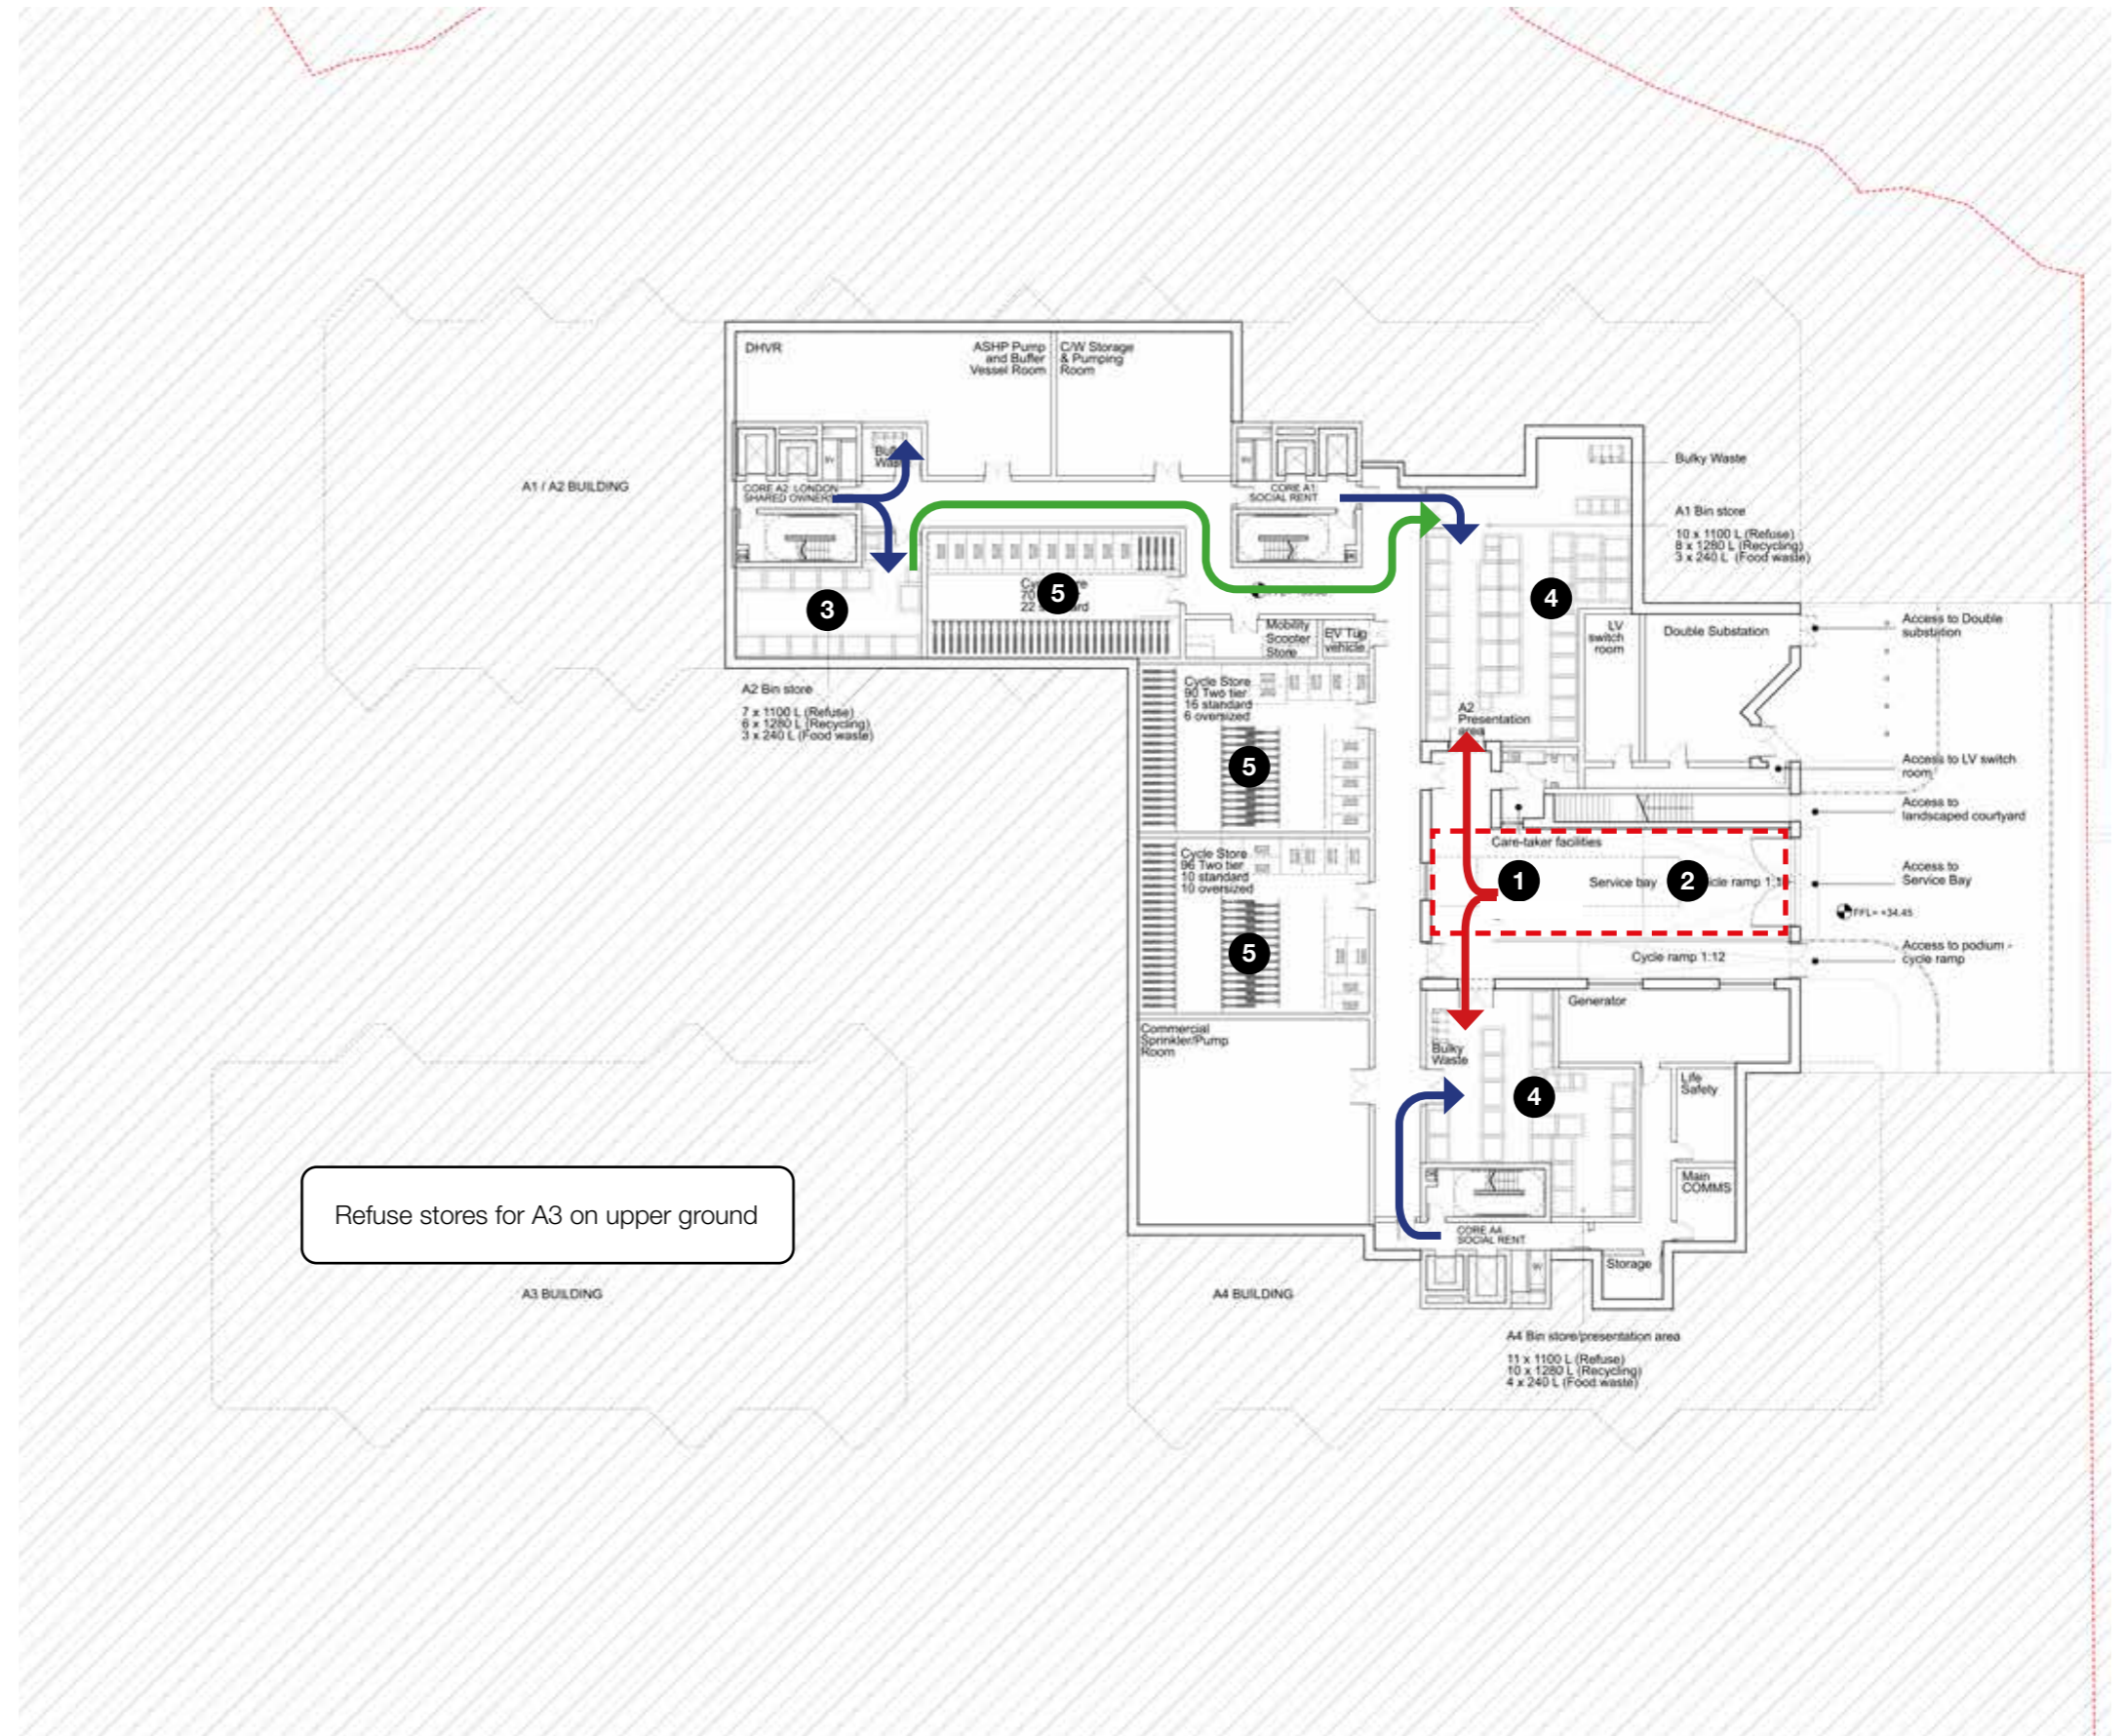 DHVR
ASHP Pump
and Buffer
Vessel Room
C/W Storage
& Pumping
Room
A1 / A2 BUILDING
CORE A2 LONDON
SHARED
CORE A1
SOCIAL RENT
Bulky Waste
A1 Bin store
10 x 1100 L (Refuse)
8 x 1280 L (Recycling)
3 x 240 L (Food waste)
3
5
4
Mobility
Scooter
Store
EV Tug
vehicle
LV
switch
room
Double Substation
Access to Double
substation
A2 Bin store
7 x 1100 L (Refuse)
6 x 1280 L (Recycling)
3 x 240 L (Food waste)
Cycle Store
90 Two tier
16 standard
6 oversized
5
A2
Presentation
area
Access to LV switch
room
Access to
landscaped courtyard
Care-taker facilities
Cycle Store
96 Two tier
10 standard
10 oversized
5
1
Service bay
2
Access to
Service Bay
FFL= +34.45
Cycle ramp 1:12
Access to podium -
cycle ramp
Generator
Commercial
Sprinkler/Pump
Room
Bulky
Waste
4
Life
Safety
Main
COMMS
CORE A4
SOCIAL RENT
Storage
Refuse stores for A3 on upper ground
A3 BUILDING
A4 BUILDING
A4 Bin store/presentation area
11 x 1100 L (Refuse)
10 x 1280 L (Recycling)
4 x 240 L (Food waste)